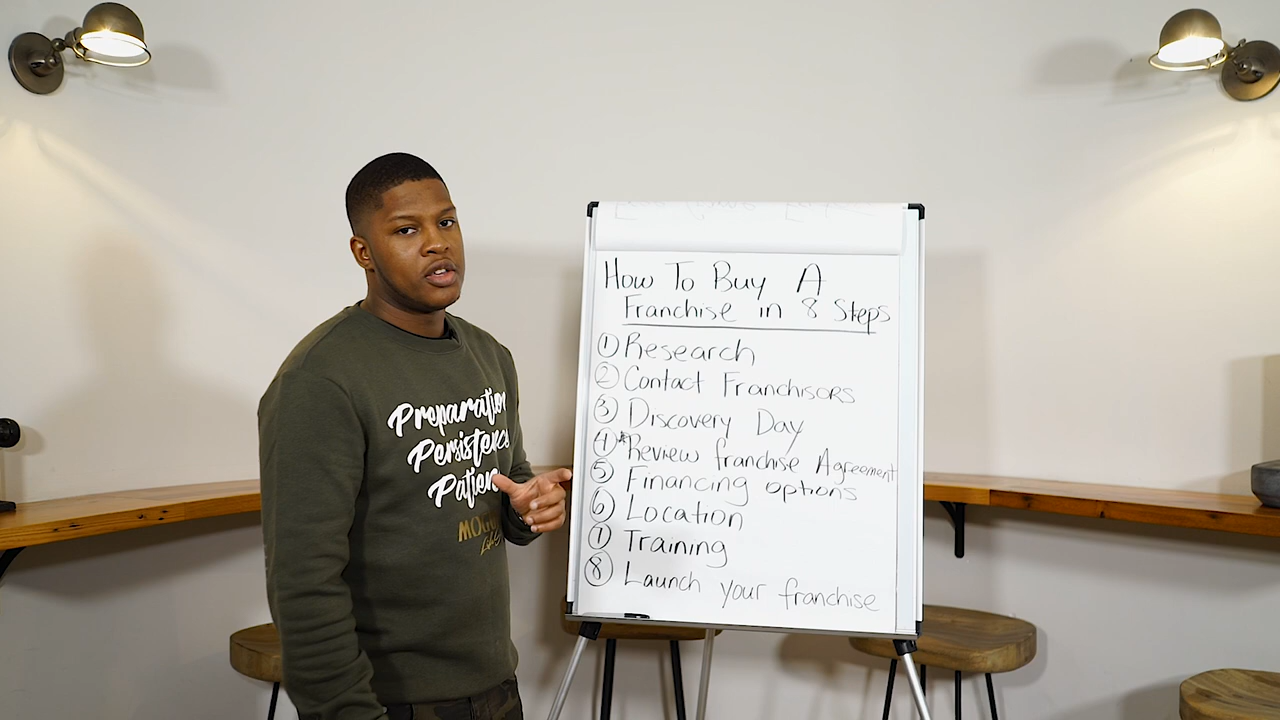 Preparation
Persistence
How To Buy A
Franchise in 8 Steps
① Research
② Contact Franchisors
③ Discovery Day
④ * Review franchise Agreement
⑤ Financing options
⑥ Location
⑦ Training
⑧ Launch your franchise